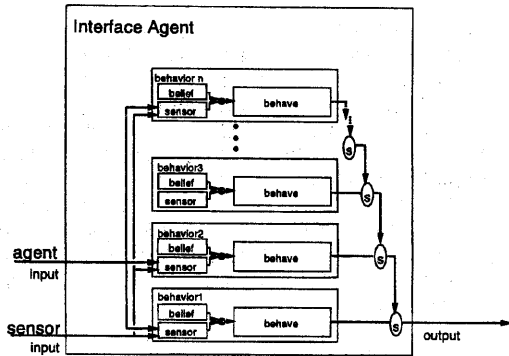 Interface Agent
behavior n
belief
sensor
behave
S
behavior3
belief
sensor
behave
S
behavior2
belief
sensor
behave
S
agent
input
behavior1
belief
sensor
behave
S
sensor
input
output